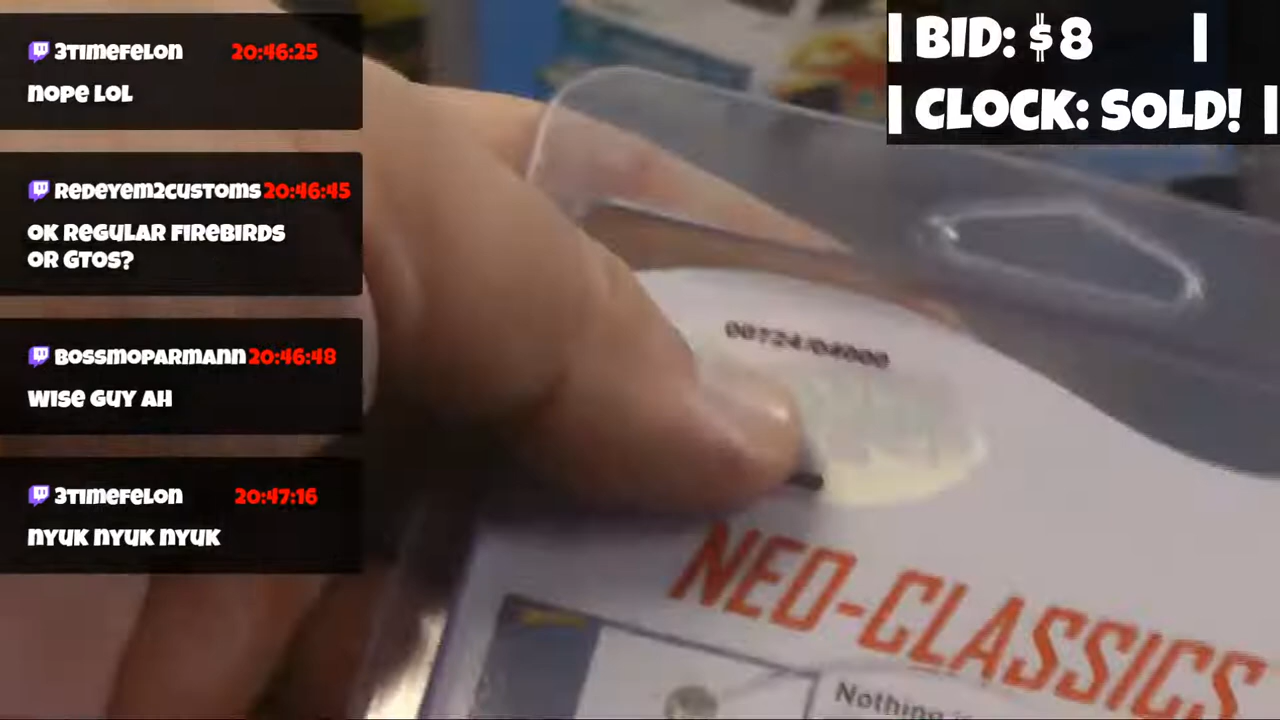 3TIMEFELON 20:46:25
NOPE LOL
REDEYEM2CUSTOMS 20:46:45
OK REGULAR FIREBIRDS
OR GTOS?
BOSSMOPARMANN 20:46:48
WISE GUY AH
3TIMEFELON 20:47:16
NYUK NYUK NYUK
| BID: $8 |
| CLOCK: SOLD! |
00724/04000
NEO-CLASSICS
Nothing